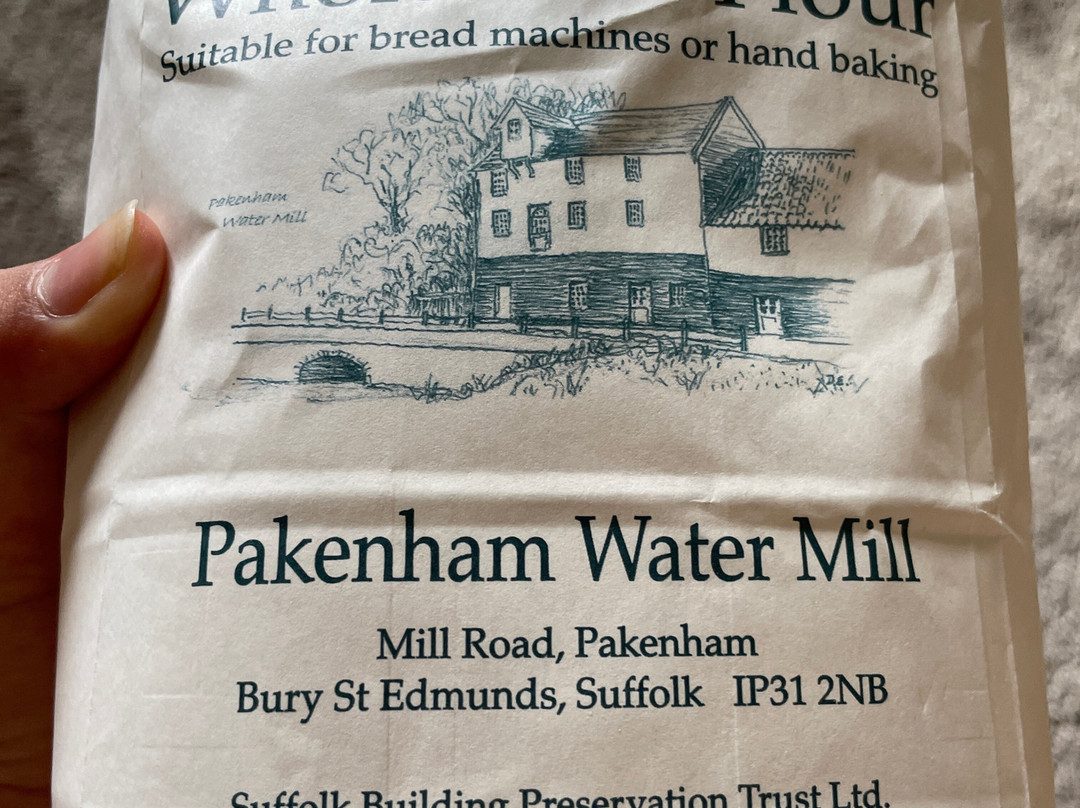 Flour
Suitable for bread machines or hand baking
Pakenham
Water Mill
Pakenham Water Mill
Mill Road, Pakenham
Bury St Edmunds, Suffolk IP31 2NB
Suffolk Building Preservation Trust Ltd.